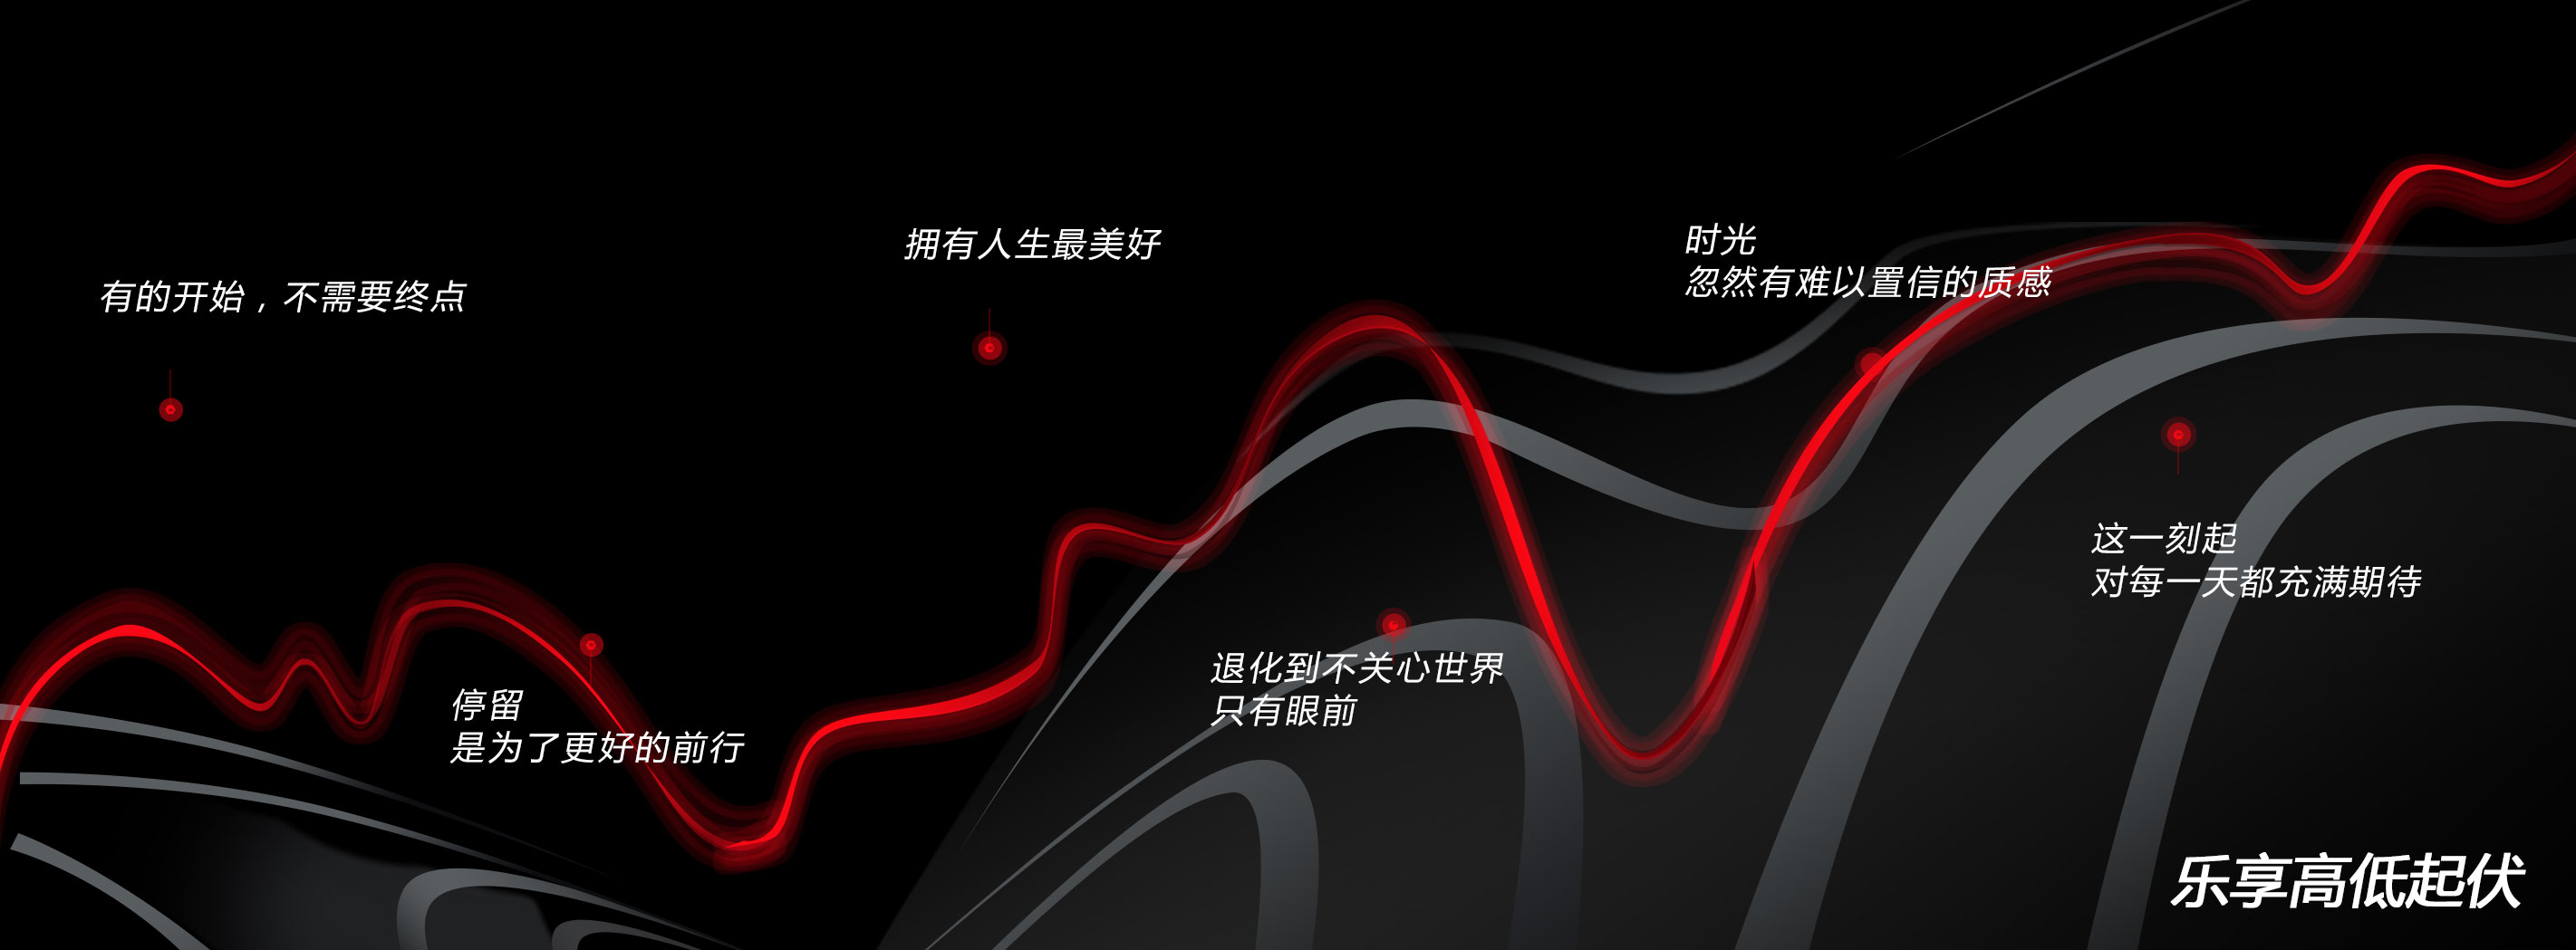 有的开始，不需要终点
停留
是为了更好的前行
拥有人生最美好
退化到不关心世界
只有眼前
时光
忽然有难以置信的质感
这一刻起
对每一天都充满期待
乐享高低起伏